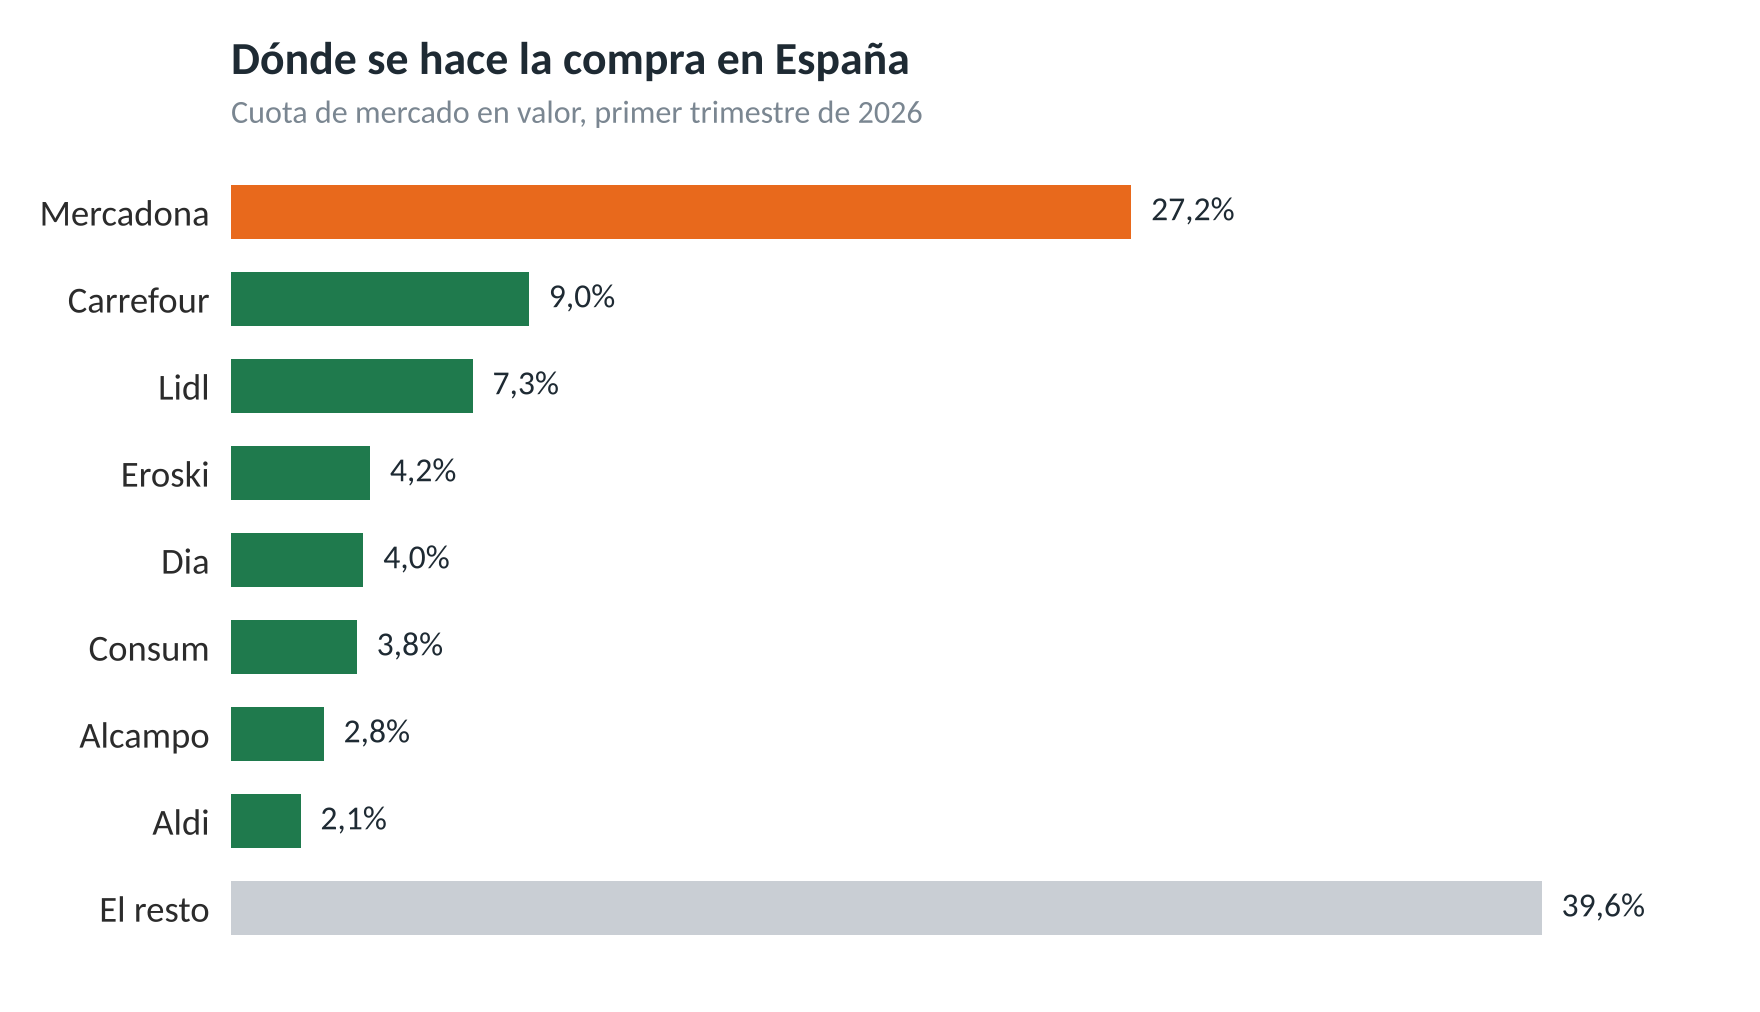 Dónde se hace la compra en España
Cuota de mercado en valor, primer trimestre de 2026
Mercadona 27,2%
Carrefour 9,0%
Lidl 7,3%
Eroski 4,2%
Dia 4,0%
Consum 3,8%
Alcampo 2,8%
Aldi 2,1%
El resto 39,6%